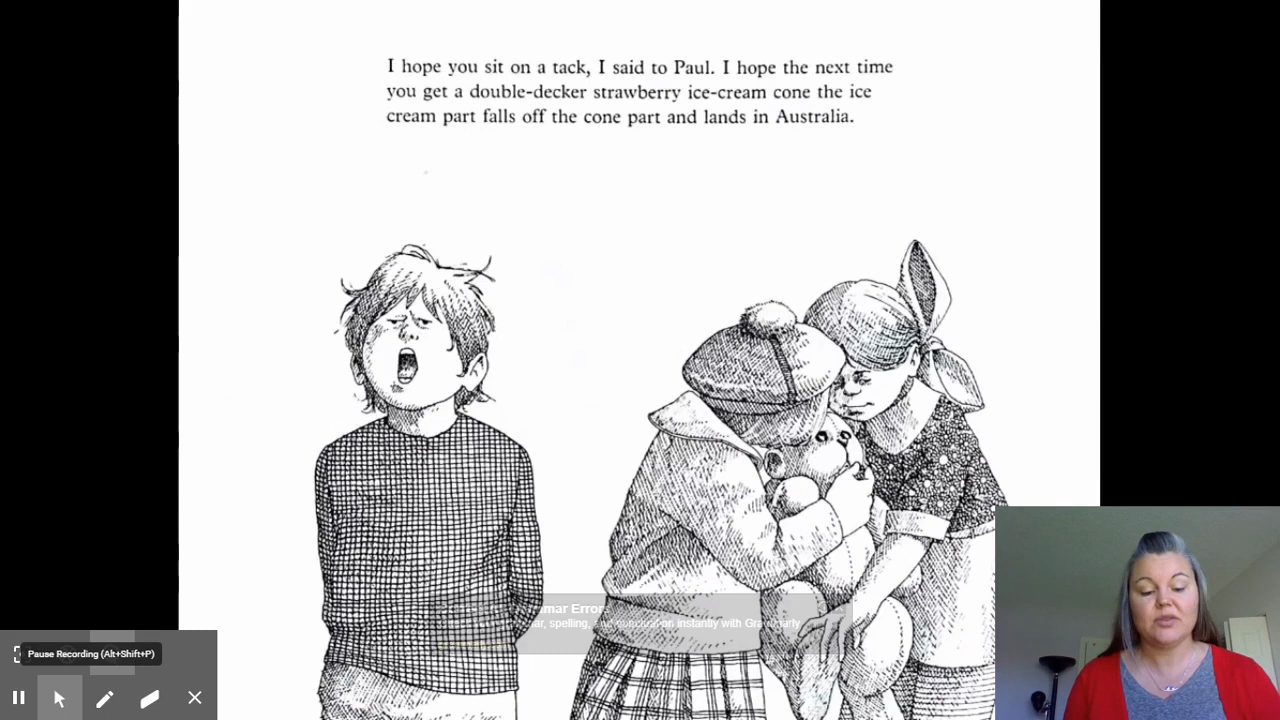 I hope you sit on a tack, I said to Paul. I hope the next time
you get a double-decker strawberry ice-cream cone the ice
cream part falls off the cone part and lands in Australia.
Pause Recording (Alt+Shift+P)